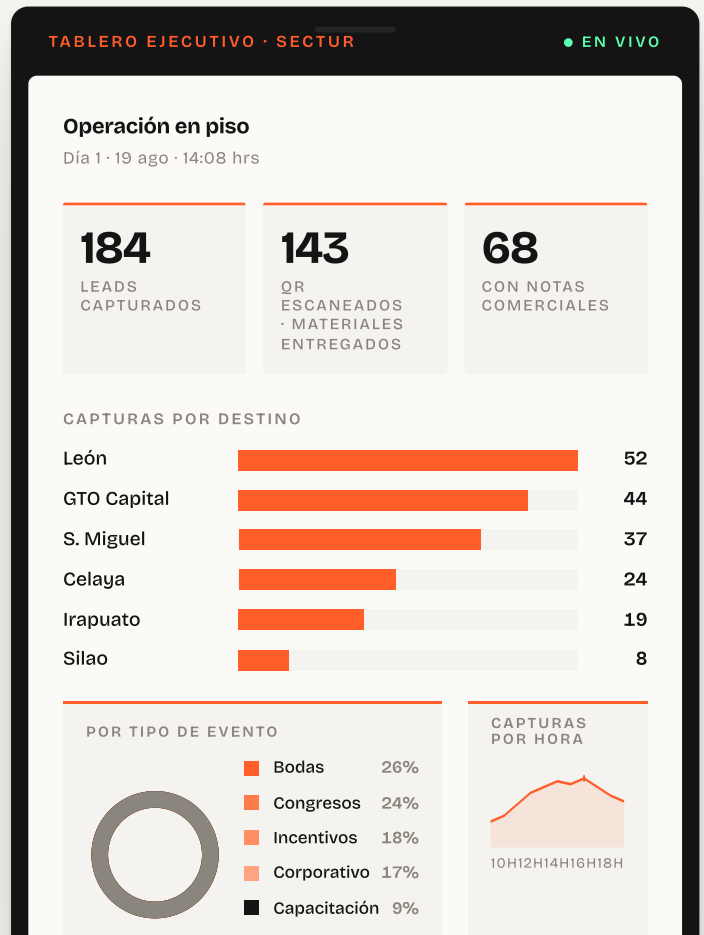 TABLERO EJECUTIVO · SECTUR
EN VIVO
Operación en piso
Día 1 · 19 ago · 14:08 hrs
184
LEADS
CAPTURADOS
143
QR
ESCANEADOS
· MATERIALES
ENTREGADOS
68
CON NOTAS
COMERCIALES
CAPTURAS POR DESTINO
León 52
GTO Capital 44
S. Miguel 37
Celaya 24
Irapuato 19
Silao 8
POR TIPO DE EVENTO
Bodas 26%
Congresos 24%
Incentivos 18%
Corporativo 17%
Capacitación 9%
CAPTURAS
POR HORA
10H12H14H16H18H